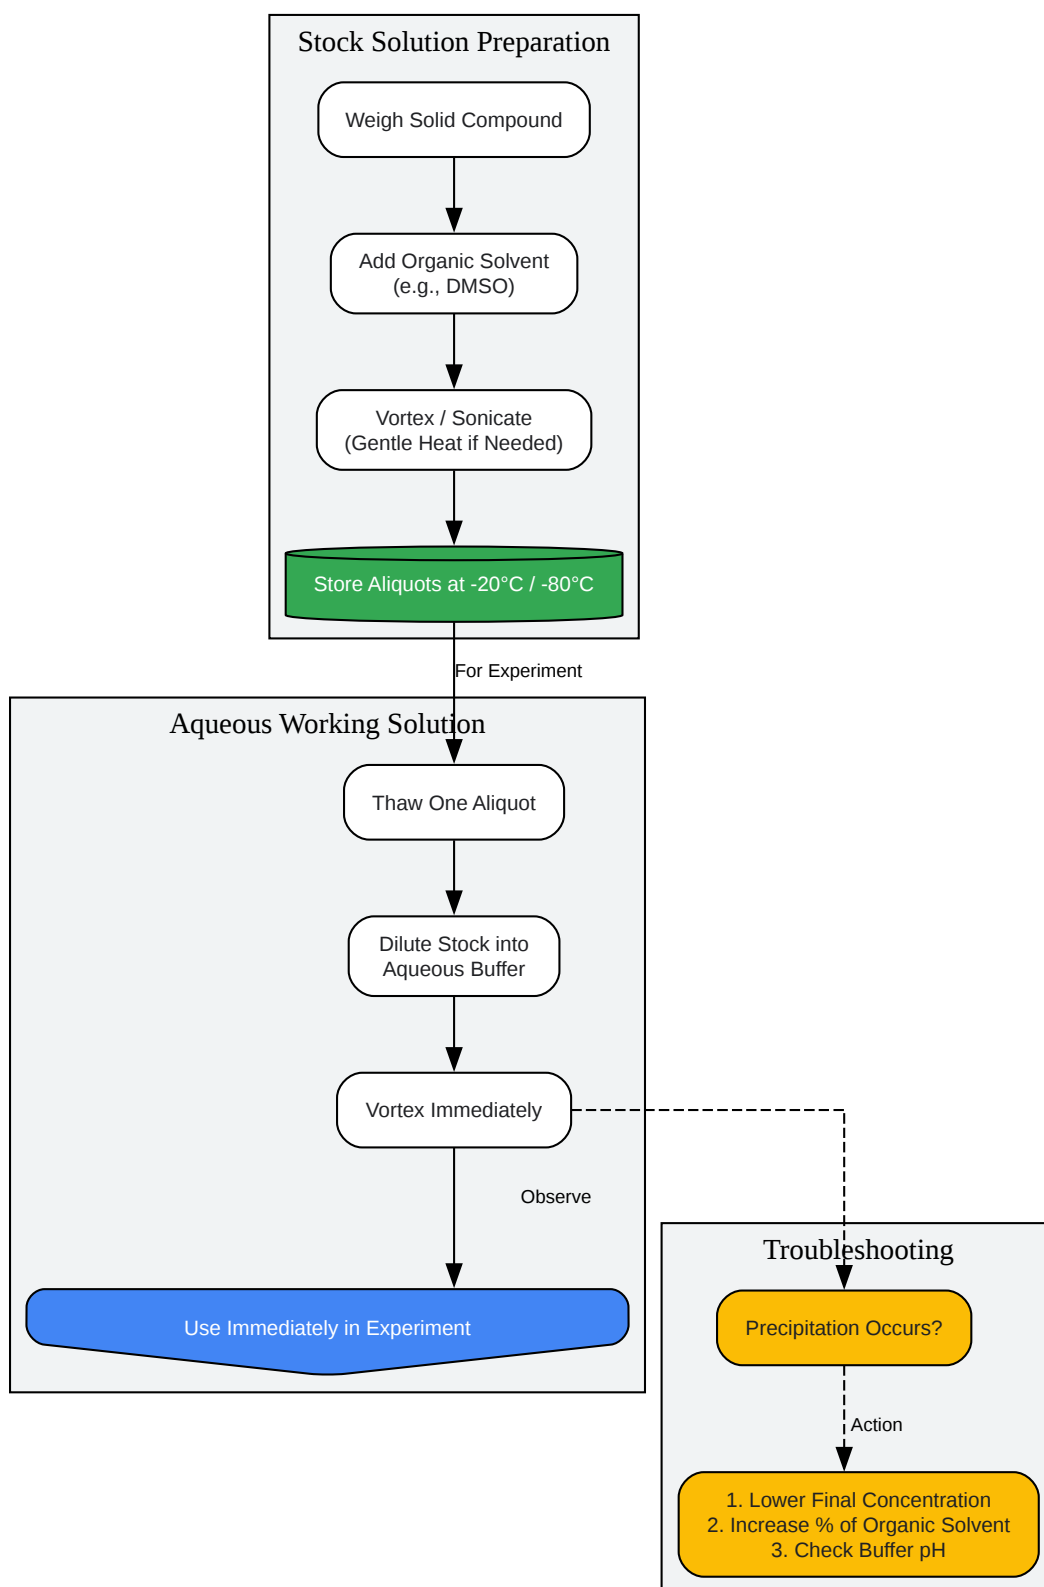 Stock Solution Preparation
Weigh Solid Compound
Add Organic Solvent
(e.g., DMSO)
Vortex / Sonicate
(Gentle Heat if Needed)
Store Aliquots at -20°C / -80°C
For Experiment
Aqueous Working Solution
Thaw One Aliquot
Dilute Stock into
Aqueous Buffer
Vortex Immediately
Observe
Use Immediately in Experiment
Troubleshooting
Precipitation Occurs?
Action
1. Lower Final Concentration
2. Increase % of Organic Solvent
3. Check Buffer pH